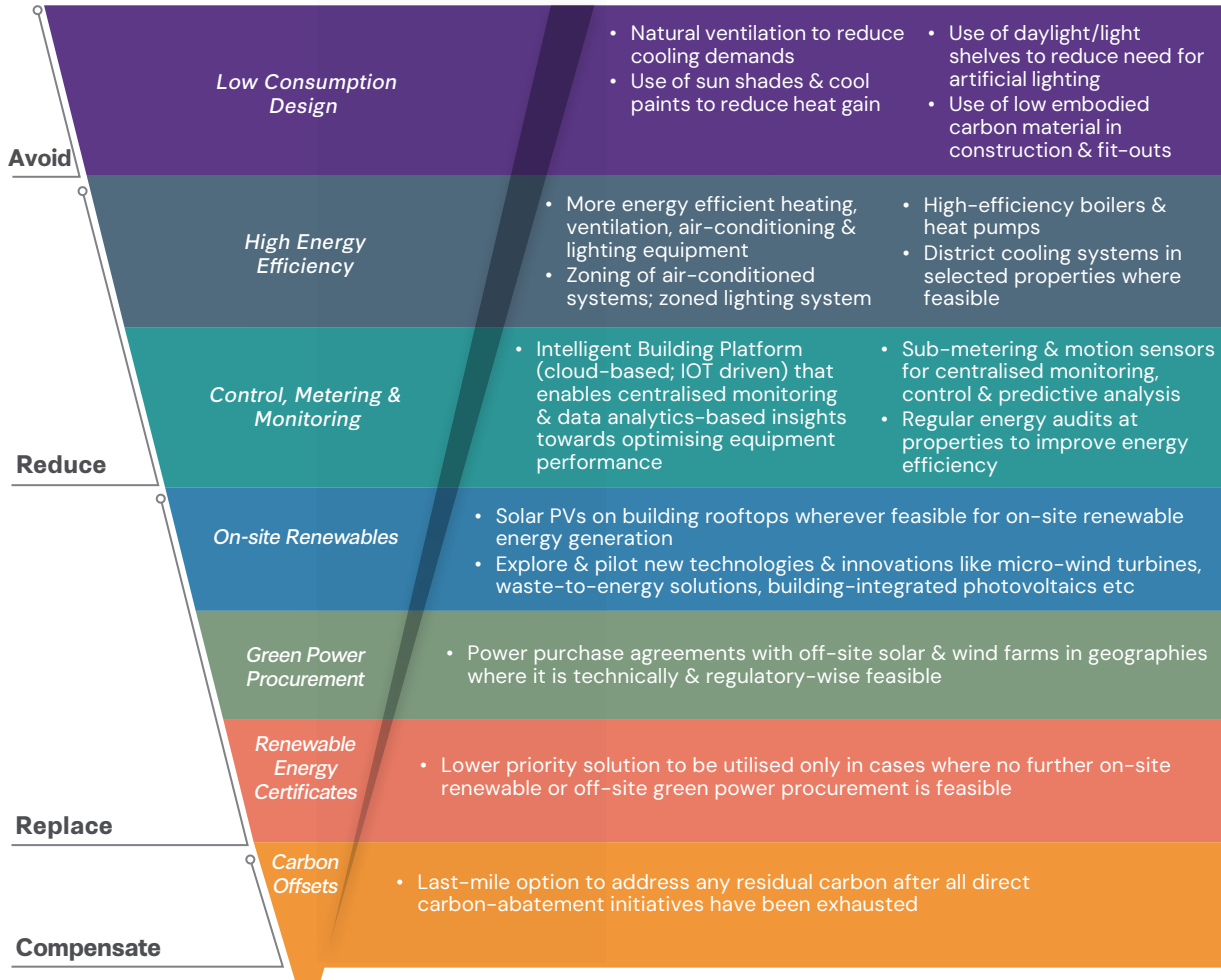 Low Consumption
Design
• Natural ventilation to reduce
cooling demands
• Use of sun shades & cool
paints to reduce heat gain
• Use of daylight/light
shelves to reduce need for
artificial lighting
• Use of low embodied
carbon material in
construction & fit-outs
Avoid
High Energy
Efficiency
• More energy efficient heating,
ventilation, air-conditioning &
lighting equipment
• Zoning of air-conditioned
systems; zoned lighting system
• High-efficiency boilers &
heat pumps
• District cooling systems in
selected properties where
feasible
Control, Metering &
Monitoring
• Intelligent Building Platform
(cloud-based; IOT driven) that
enables centralised monitoring
& data analytics-based insights
towards optimising equipment
performance
• Sub-metering & motion sensors
for centralised monitoring,
control & predictive analysis
• Regular energy audits at
properties to improve energy
efficiency
Reduce
On-site Renewables
• Solar PVs on building rooftops wherever feasible for on-site renewable
energy generation
• Explore & pilot new technologies & innovations like micro-wind turbines,
waste-to-energy solutions, building-integrated photovoltaics etc
Green Power
Procurement
• Power purchase agreements with off-site solar & wind farms in geographies
where it is technically & regulatory-wise feasible
Renewable
Energy
Certificates
• Lower priority solution to be utilised only in cases where no further on-site
renewable or off-site green power procurement is feasible
Replace
Carbon
Offsets
• Last-mile option to address any residual carbon after all direct
carbon-abatement initiatives have been exhausted
Compensate